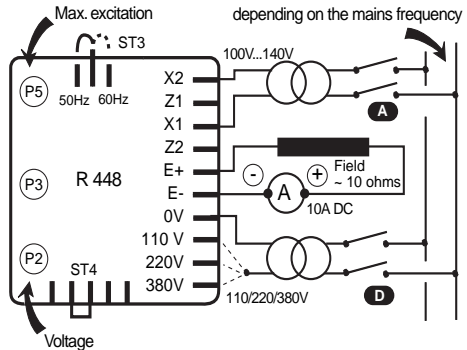 Max. excitation
depending on the mains frequency
ST3
100V...140V
P5
50Hz
60Hz
X2
Z1
X1
A
Z2
P3
R 448
E+
E-
- A +
Field
~ 10 ohms
10A DC
0V
110 V
P2
220V
ST4
380V
110/220/380V
D
Voltage